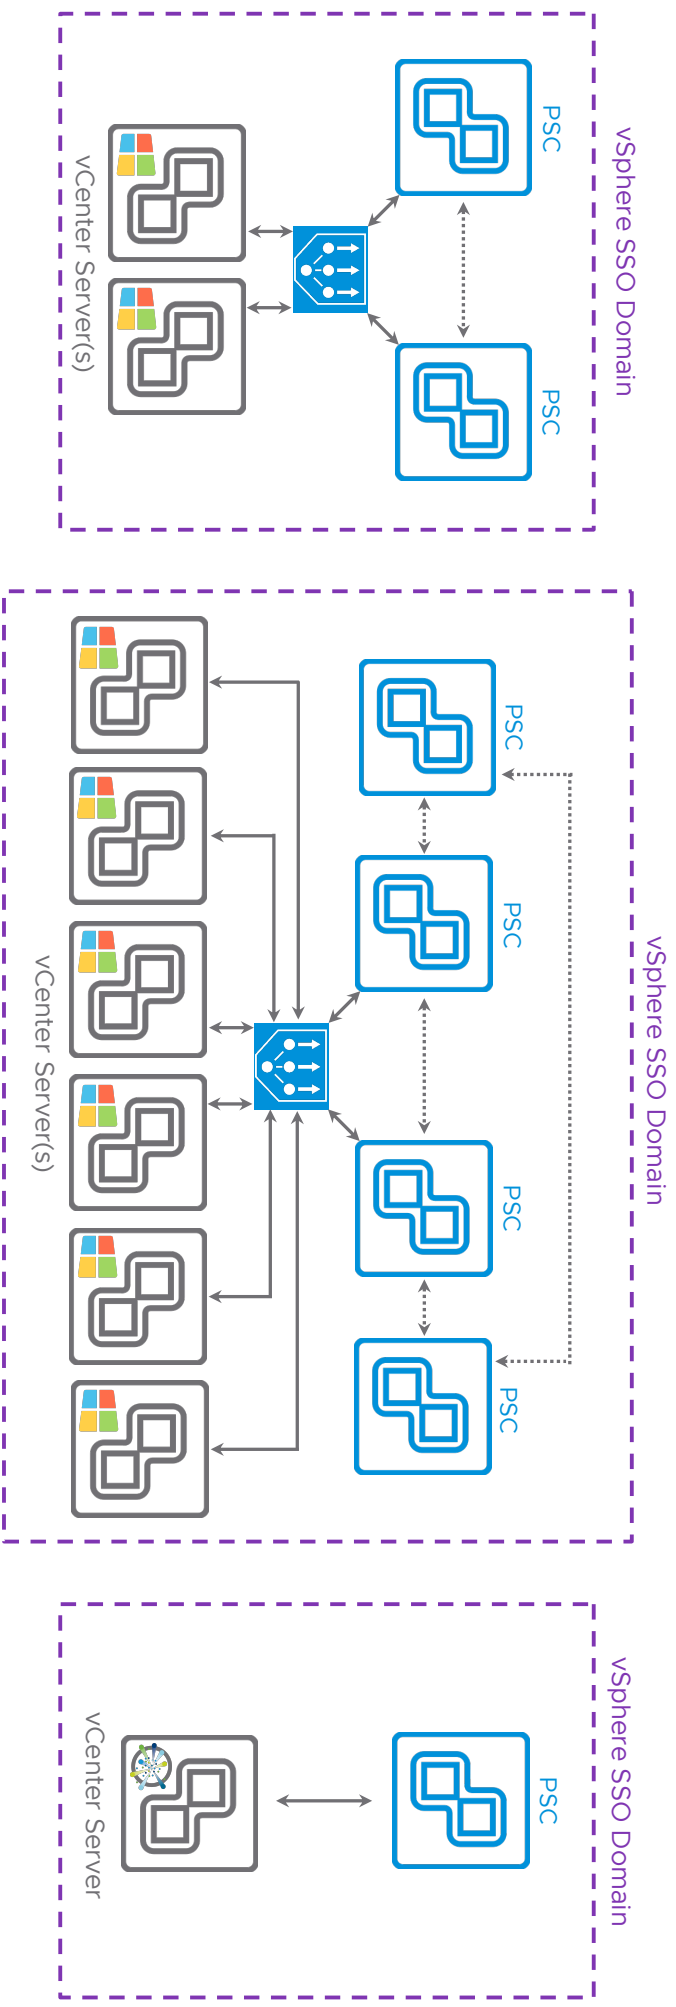 vSphere SSO Domain
PSC
PSC
vCenter Server(s)
vSphere SSO Domain
PSC
PSC
PSC
PSC
vCenter Server(s)
vSphere SSO Domain
PSC
vCenter Server